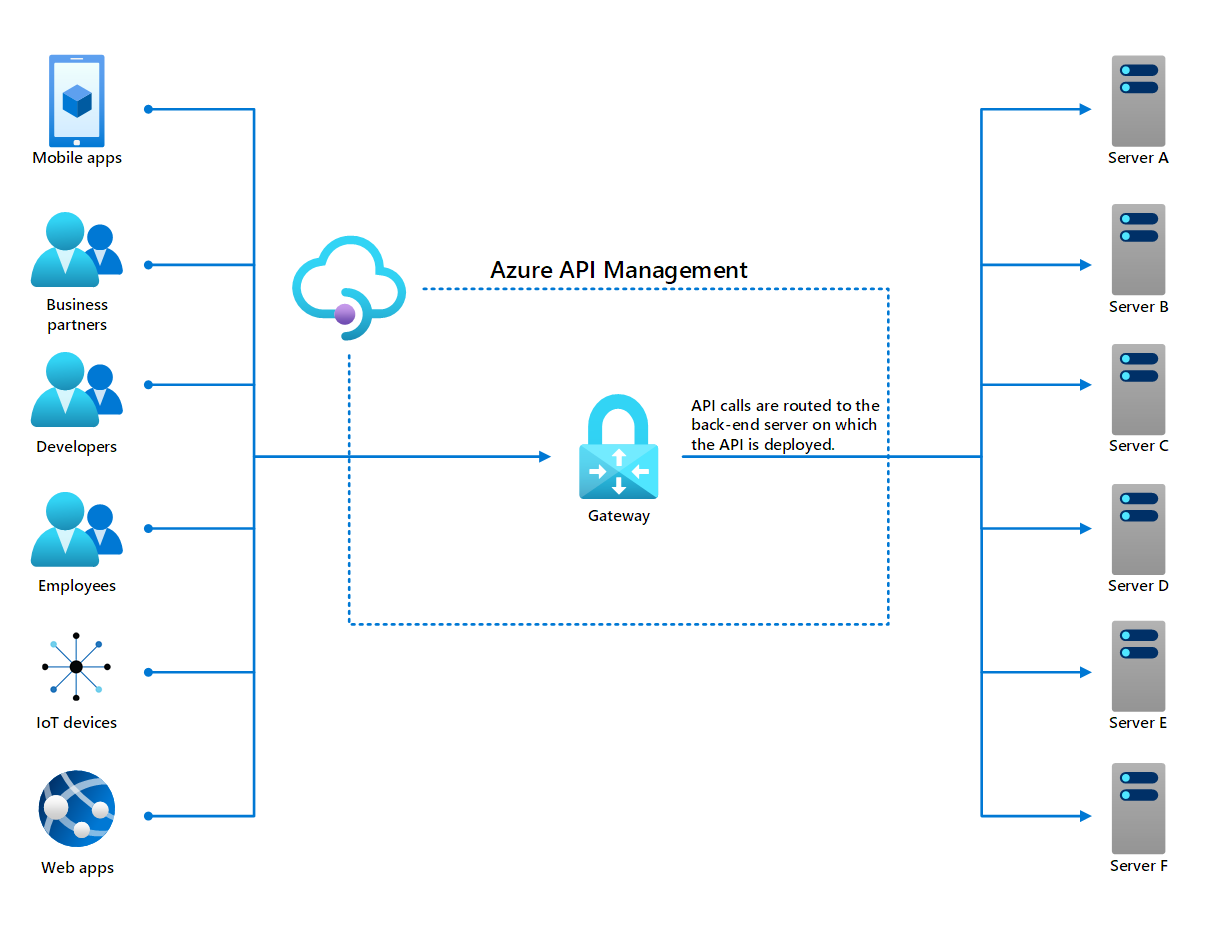 Mobile apps
Business
partners
Developers
Employees
IoT devices
Web apps
Azure API Management
API calls are routed to the
back-end server on which
the API is deployed.
Gateway
Server A
Server B
Server C
Server D
Server E
Server F